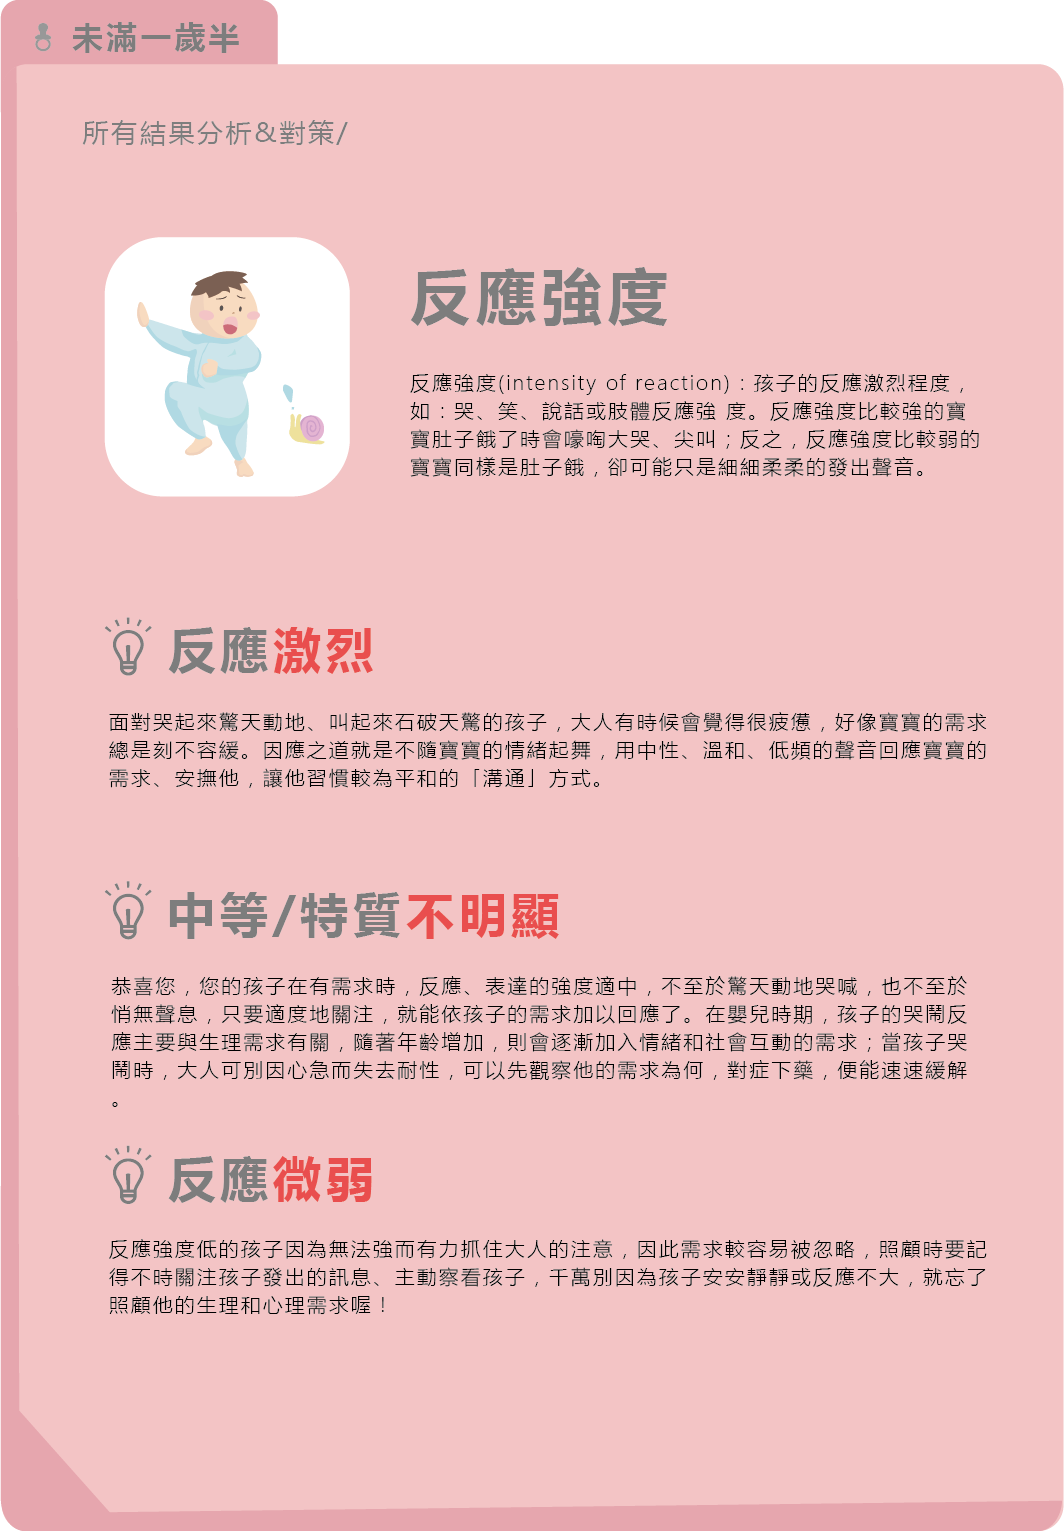 未滿一歲半
所有結果分析&對策/
反應強度
反應強度(intensity of reaction)：孩子的反應激烈程度，
如：哭、笑、說話或肢體反應強 度。反應強度比較強的寶
寶肚子餓了時會嚎啕大哭、尖叫；反之，反應強度比較弱的
寶寶同樣是肚子餓，卻可能只是細細柔柔的發出聲音。
反應激烈
面對哭起來驚天動地、叫起來石破天驚的孩子，大人有時候會覺得很疲憊，好像寶寶的需求
總是刻不容緩。因應之道就是不隨寶寶的情緒起舞，用中性、溫和、低頻的聲音回應寶寶的
需求、安撫他，讓他習慣較為平和的「溝通」方式。
中等/特質不明顯
恭喜您，您的孩子在有需求時，反應、表達的強度適中，不至於驚天動地哭喊，也不至於
悄無聲息，只要適度地關注，就能依孩子的需求加以回應了。在嬰兒時期，孩子的哭鬧反
應主要與生理需求有關，隨著年齡增加，則會逐漸加入情緒和社會互動的需求；當孩子哭
鬧時，大人可別因心急而失去耐性，可以先觀察他的需求為何，對症下藥，便能速速緩解
。
反應微弱
反應強度低的孩子因為無法強而有力抓住大人的注意，因此需求較容易被忽略，照顧時要記
得不時關注孩子發出的訊息、主動察看孩子，千萬別因為孩子安安靜靜或反應不大，就忘了
照顧他的生理和心理需求喔！